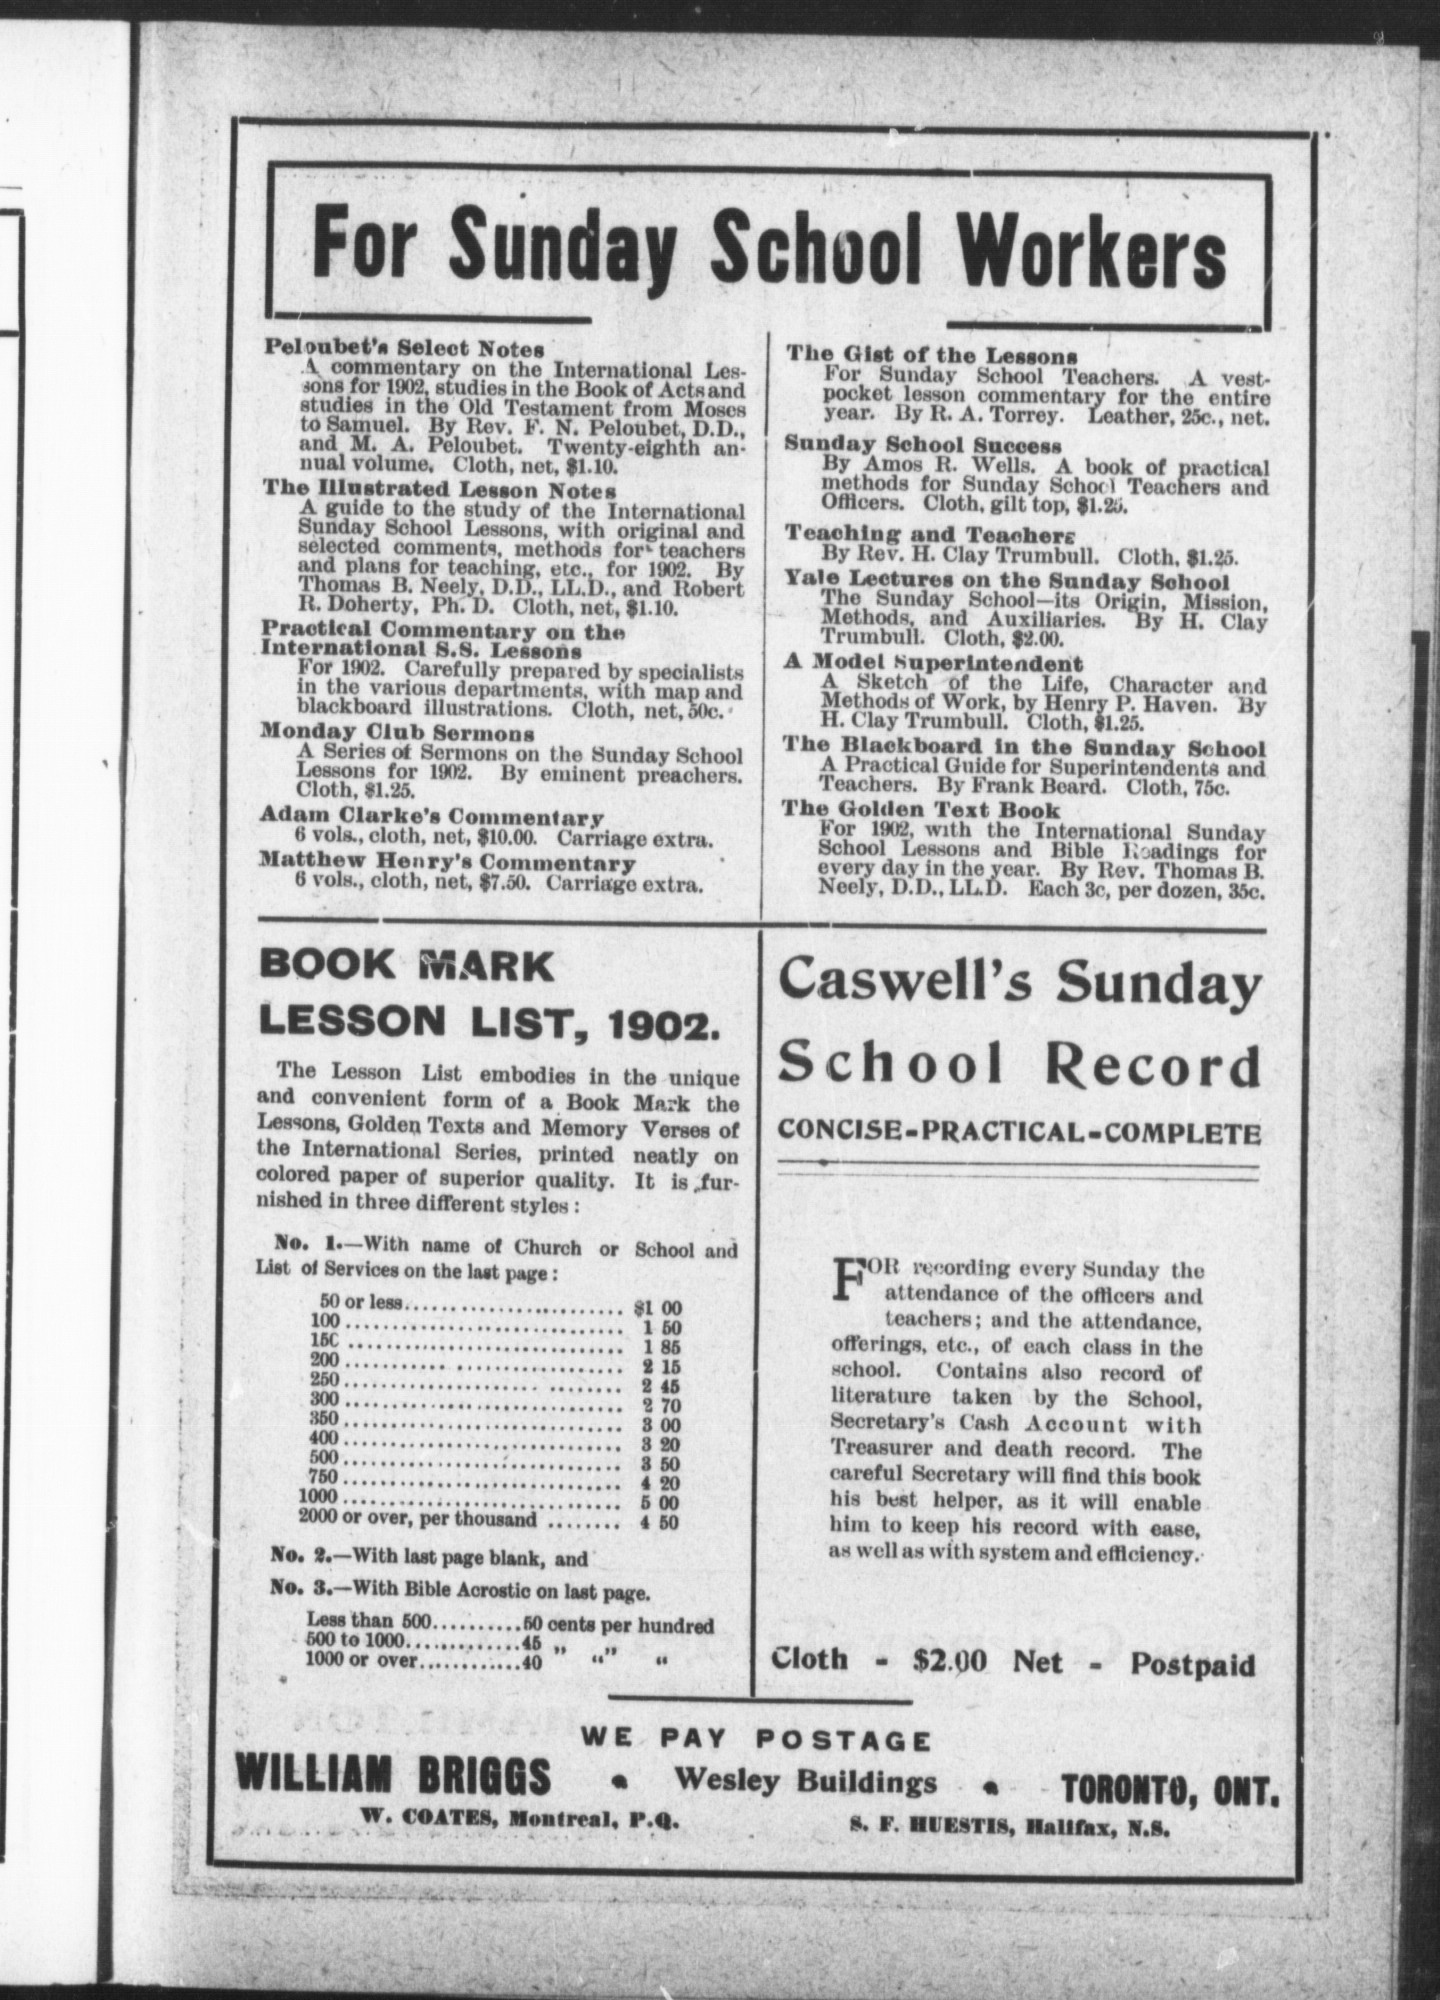 For Sunday School Workers
Peloubet's Select Notes
A commentary on the International Les-
sons for 1902, studies in the Book of Acts and
studies in the Old Testament from Moses
to Samuel. By Rev. F. N. Peloubet, D.D.,
and M. A. Peloubet. Twenty-eighth an-
nual volume. Cloth, net, $1.10.
The Illustrated Lesson Notes
A guide to the study of the International
Sunday School Lessons, with original and
selected comments, methods for teachers
and plans for teaching, etc., for 1902. By
Thomas B. Neely, D.D., LL.D., and Robert
R. Doherty, Ph. D. Cloth, net, $1.10.
Practical Commentary on the
International S.S. Lessons
For 1902. Carefully prepared by specialists
in the various departments, with map and
blackboard illustrations. Cloth, net, 50c.
Monday Club Sermons
A Series of Sermons on the Sunday School
Lessons for 1902. By eminent preachers.
Cloth, $1.25.
Adam Clarke's Commentary
6 vols., cloth, net, $10.00. Carriage extra.
Matthew Henry's Commentary
6 vols., cloth, net, $7.50. Carriage extra.
The Gist of the Lessons
For Sunday School Teachers. A vest-
pocket lesson commentary for the entire
year. By R. A. Torrey. Leather, 25c., net.
Sunday School Success
By Amos R. Wells. A book of practical
methods for Sunday School Teachers and
Officers. Cloth, gilt top, $1.25.
Teaching and Teachers
By Rev. H. Clay Trumbull. Cloth, $1.25.
Yale Lectures on the Sunday School
The Sunday School—its Origin, Mission,
Methods, and Auxiliaries. By H. Clay
Trumbull. Cloth, $2.00.
A Model Superintendent
A Sketch of the Life, Character and
Methods of Work, by Henry P. Haven. By
H. Clay Trumbull. Cloth, $1.25.
The Blackboard in the Sunday School
A Practical Guide for Superintendents and
Teachers. By Frank Beard. Cloth, 75c.
The Golden Text Book
For 1902, with the International Sunday
School Lessons and Bible Readings for
every day in the year. By Rev. Thomas B.
Neely, D.D., LL.D. Each 3c, per dozen, 35c.
BOOK MARK
LESSON LIST, 1902.
The Lesson List embodies in the unique
and convenient form of a Book Mark the
Lessons, Golden Texts and Memory Verses of
the International Series, printed neatly on
colored paper of superior quality. It is fur-
nished in three different styles:
No. 1.—With name of Church or School and
List of Services on the last page:
50 or less........................ $1 00
100 .............................. 1 50
150 .............................. 1 85
200 .............................. 2 15
250 .............................. 2 45
300 .............................. 2 70
350 .............................. 3 00
400 .............................. 3 20
500 .............................. 3 50
750 .............................. 4 20
1000 .............................. 5 00
2000 or over, per thousand ........ 4 50
No. 2.—With last page blank, and
No. 3.—With Bible Acrostic on last page.
Less than 500..........50 cents per hundred
500 to 1000.............45 " "
1000 or over............40 " "
Caswell's Sunday
School Record
CONCISE-PRACTICAL-COMPLETE
FOR recording every Sunday the
attendance of the officers and
teachers; and the attendance,
offerings, etc., of each class in the
school. Contains also record of
literature taken by the School,
Secretary's Cash Account with
Treasurer and death record. The
careful Secretary will find this book
his best helper, as it will enable
him to keep his record with ease,
as well as with system and efficiency.
Cloth - $2.00 Net - Postpaid
WE PAY POSTAGE
WILLIAM BRIGGS • Wesley Buildings • TORONTO, ONT.
W. COATES, Montreal, P.Q. S. F. HUESTIS, Halifax, N.S.